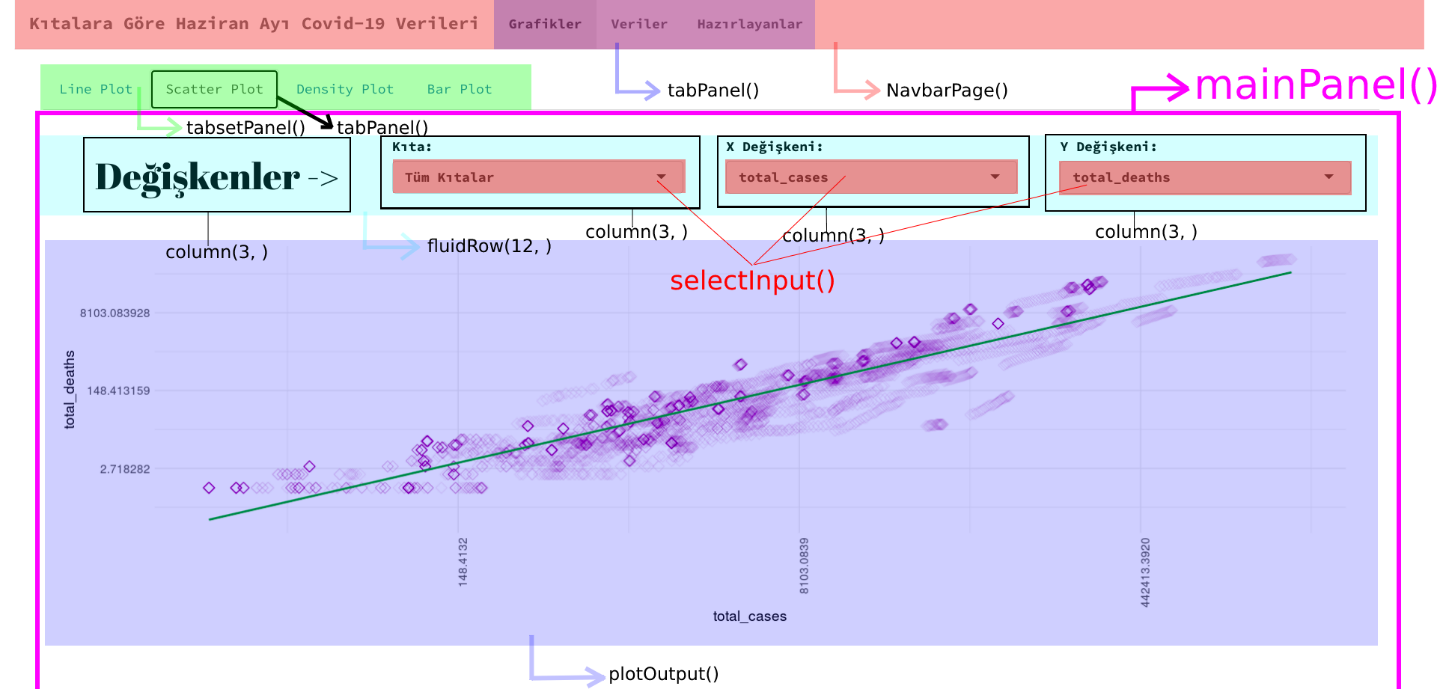 Kıtalara Göre Haziran Ayı Covid-19 Verileri Grafikler Veriler Hazırlayanlar
tabPanel() NavbarPage() mainPanel()
Line Plot Scatter Plot Density Plot Bar Plot
tabsetPanel() tabPanel()
Kıta: X Değişkeni: Y Değişkeni:
Değişkenler -> Tüm Kıtalar total_cases total_deaths
column(3, ) fluidRow(12, ) column(3, ) column(3, ) column(3, )
selectInput()
8103.083928
148.413159
2.718282
total_deaths
148.4132 8103.0839 442413.3920
total_cases
plotOutput()